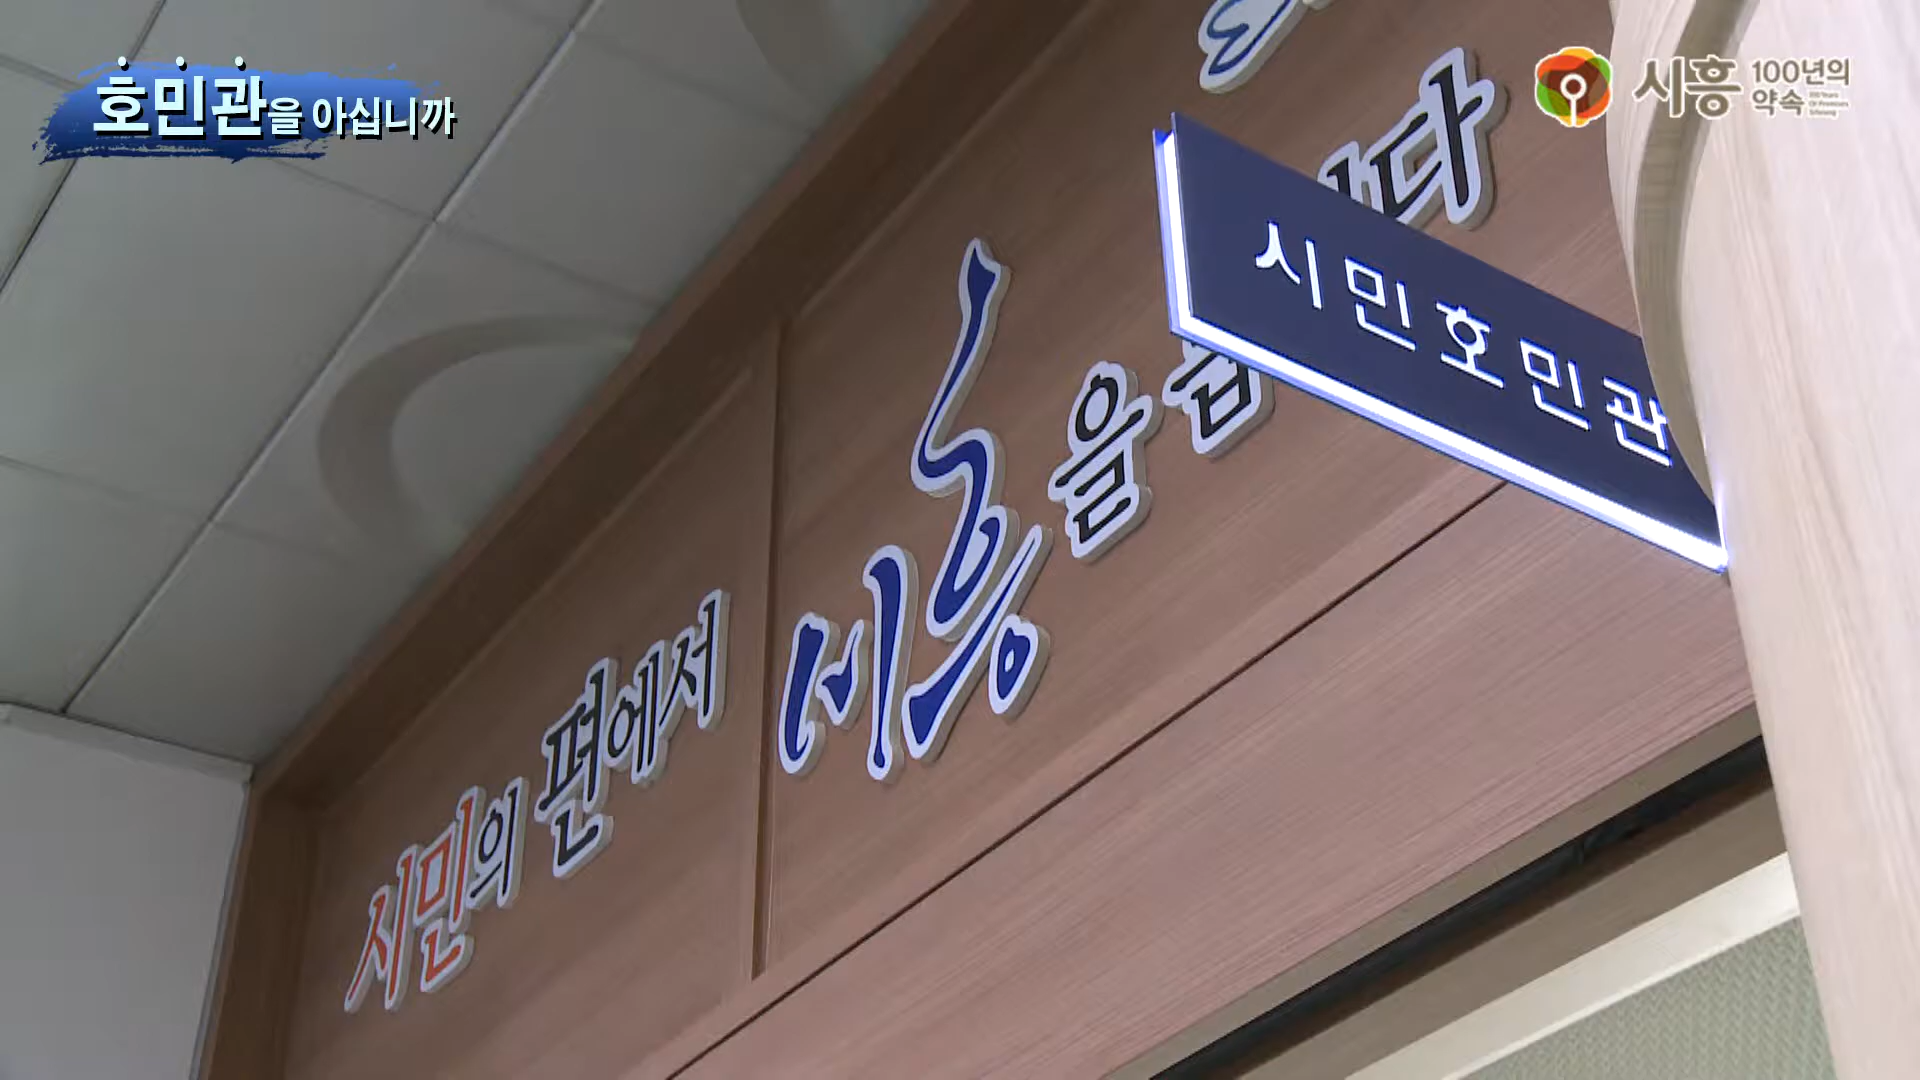 호민관을 아십니까
시흥 100년의
약속
시민의 편에서 시흥을
시민호민관